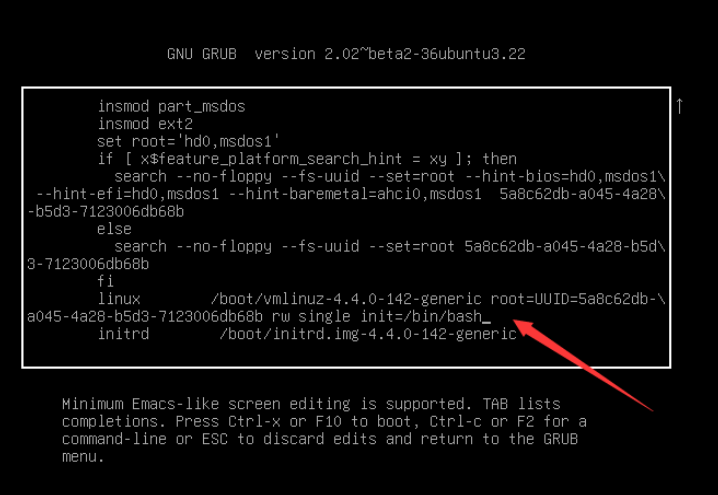 GNU GRUB  version 2.02~beta2-36ubuntu3.22
insmod part_msdos
insmod ext2
set root='hd0,msdos1'
if [ x$feature_platform_search_hint = xy ]; then
search --no-floppy --fs-uuid --set=root --hint-bios=hd0,msdos1\
--hint-efi=hd0,msdos1 --hint-baremetal=ahci0,msdos1  5a8c62db-a045-4a28\
-b5d3-7123006db68b
else
search --no-floppy --fs-uuid --set=root 5a8c62db-a045-4a28-b5d\
3-7123006db68b
fi
linux        /boot/vmlinuz-4.4.0-142-generic root=UUID=5a8c62db-\
a045-4a28-b5d3-7123006db68b rw single init=/bin/bash_
initrd        /boot/initrd.img-4.4.0-142-generic
Minimum Emacs-like screen editing is supported. TAB lists
completions. Press Ctrl-x or F10 to boot, Ctrl-c or F2 for a
command-line or ESC to discard edits and return to the GRUB
menu.